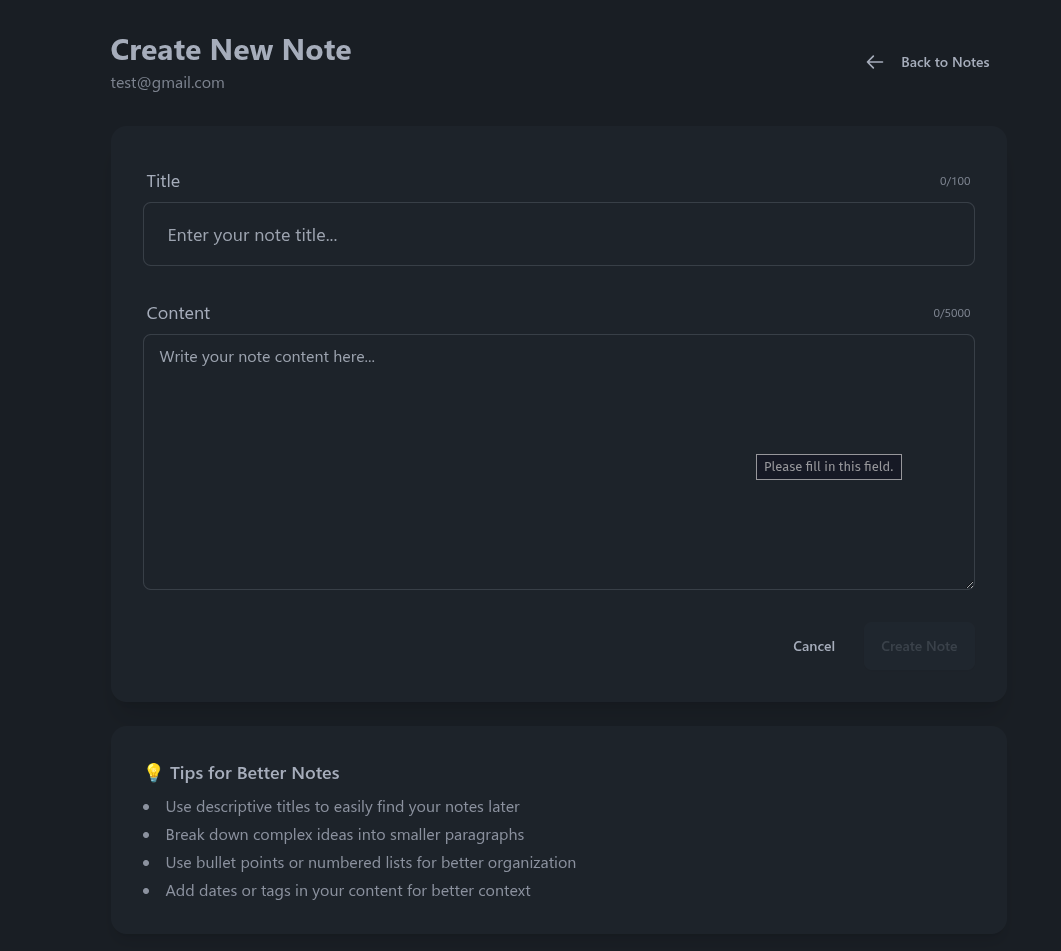 Create New Note
test@gmail.com
← Back to Notes
Title
0/100
Enter your note title...
Content
0/5000
Write your note content here...
Please fill in this field.
Cancel
Create Note
💡 Tips for Better Notes
• Use descriptive titles to easily find your notes later
• Break down complex ideas into smaller paragraphs
• Use bullet points or numbered lists for better organization
• Add dates or tags in your content for better context